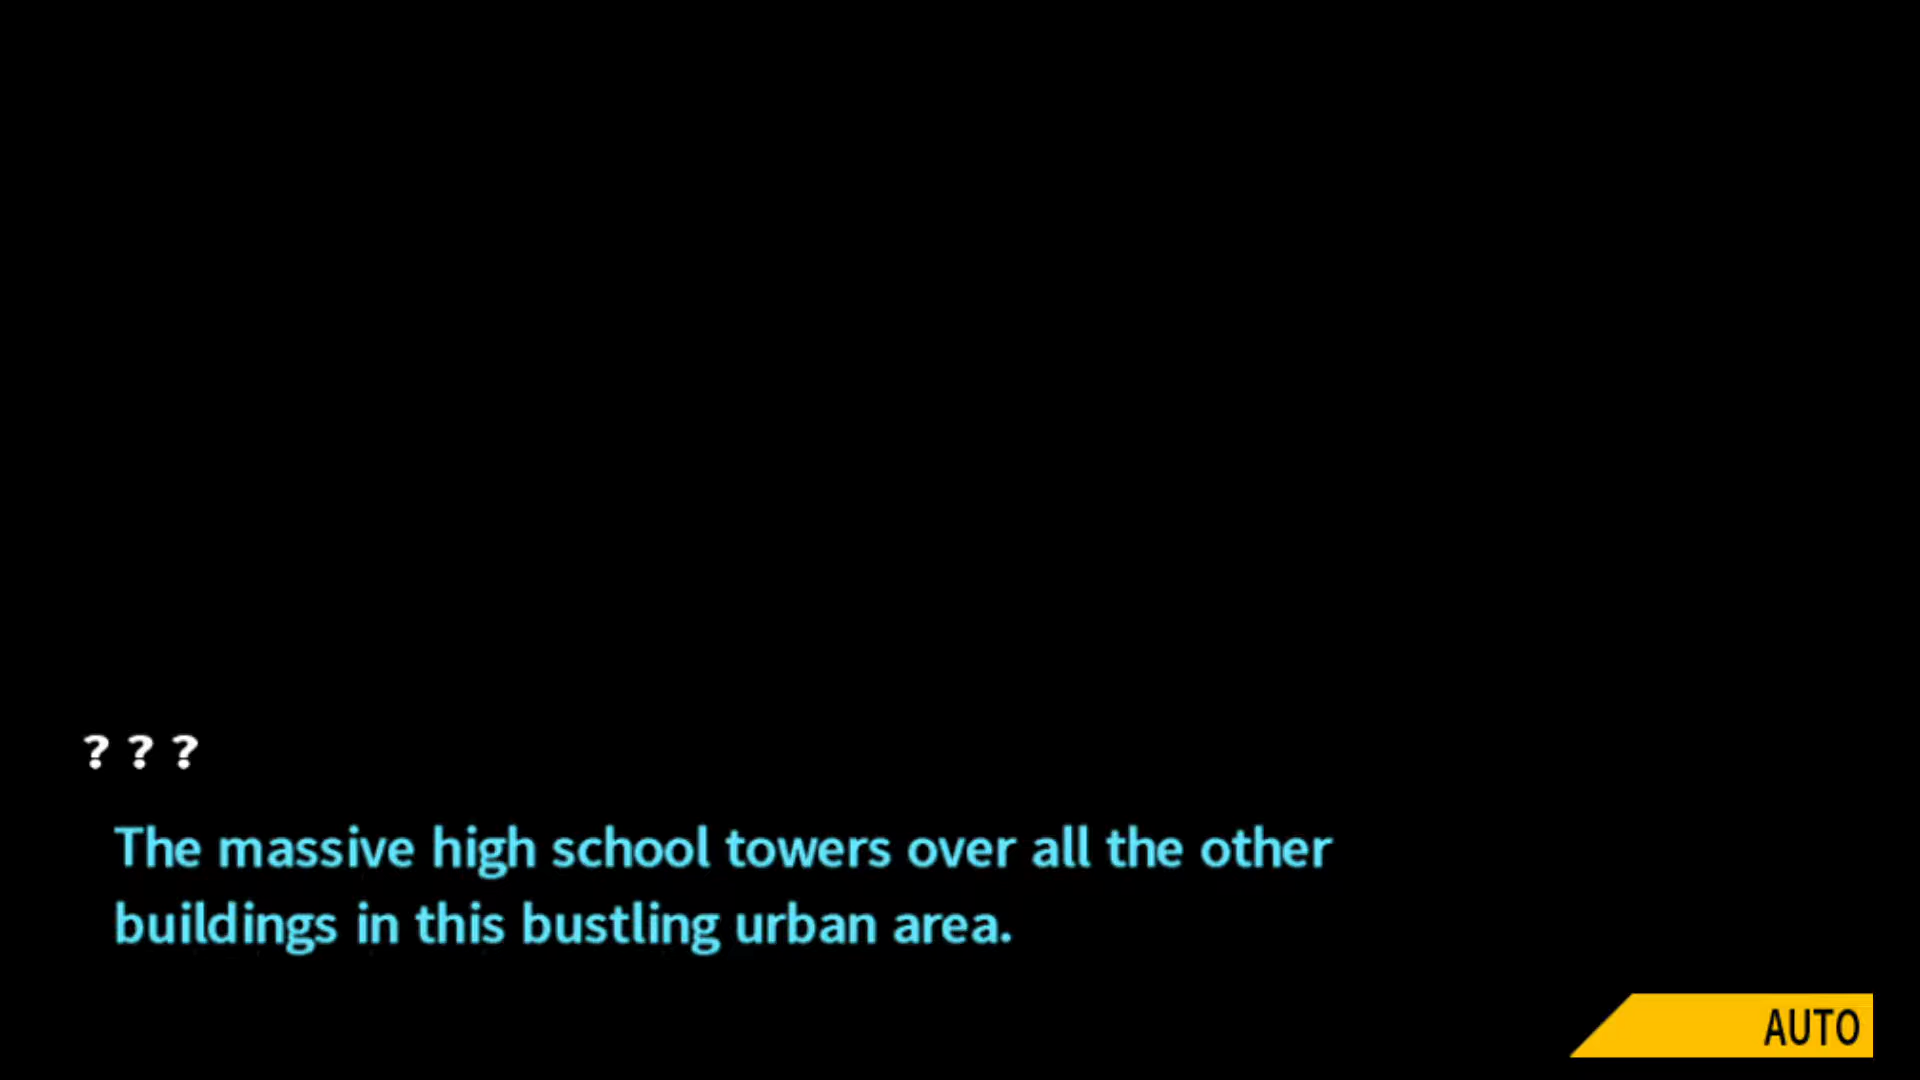 ? ? ?
The massive high school towers over all the other
buildings in this bustling urban area.
AUTO